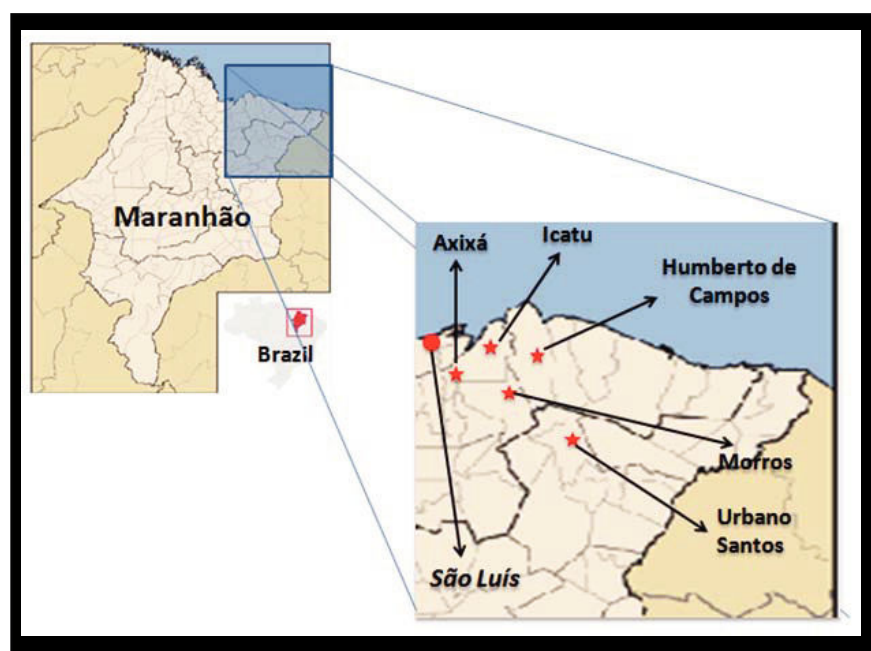 Maranhão
Brazil
Axixá
Icatu
Humberto de
Campos
Morros
Urbano
Santos
São Luís